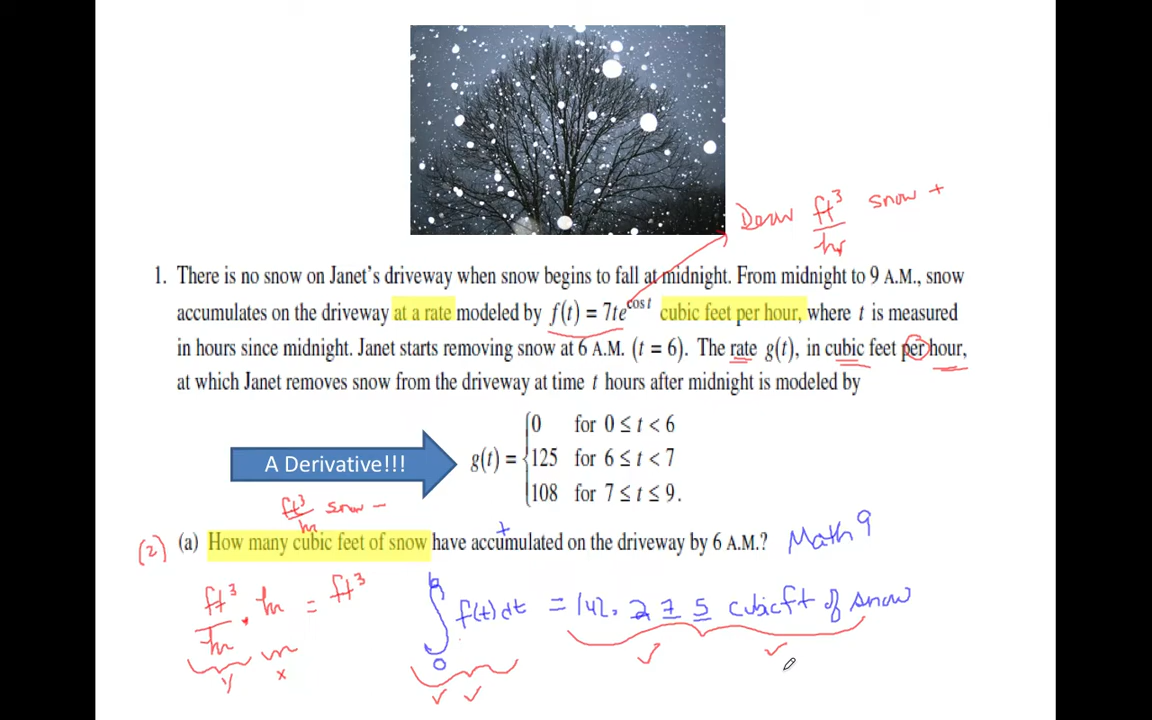 Deriv ft³/hr snow +
1. There is no snow on Janet's driveway when snow begins to fall at midnight. From midnight to 9 A.M., snow
accumulates on the driveway at a rate modeled by f(t) = 7te^cos t cubic feet per hour, where t is measured
in hours since midnight. Janet starts removing snow at 6 A.M. (t = 6). The rate g(t), in cubic feet per hour,
at which Janet removes snow from the driveway at time t hours after midnight is modeled by
0 for 0 ≤ t < 6
A Derivative!!! g(t) = { 125 for 6 ≤ t < 7
108 for 7 ≤ t ≤ 9.
ft³/hr snow −
+
(2) (a) How many cubic feet of snow have accumulated on the driveway by 6 A.M.? Math 9
ft³/hr · hr = ft³ ∫₀⁶ f(t) dt = 142.275 cubic ft of snow
y x